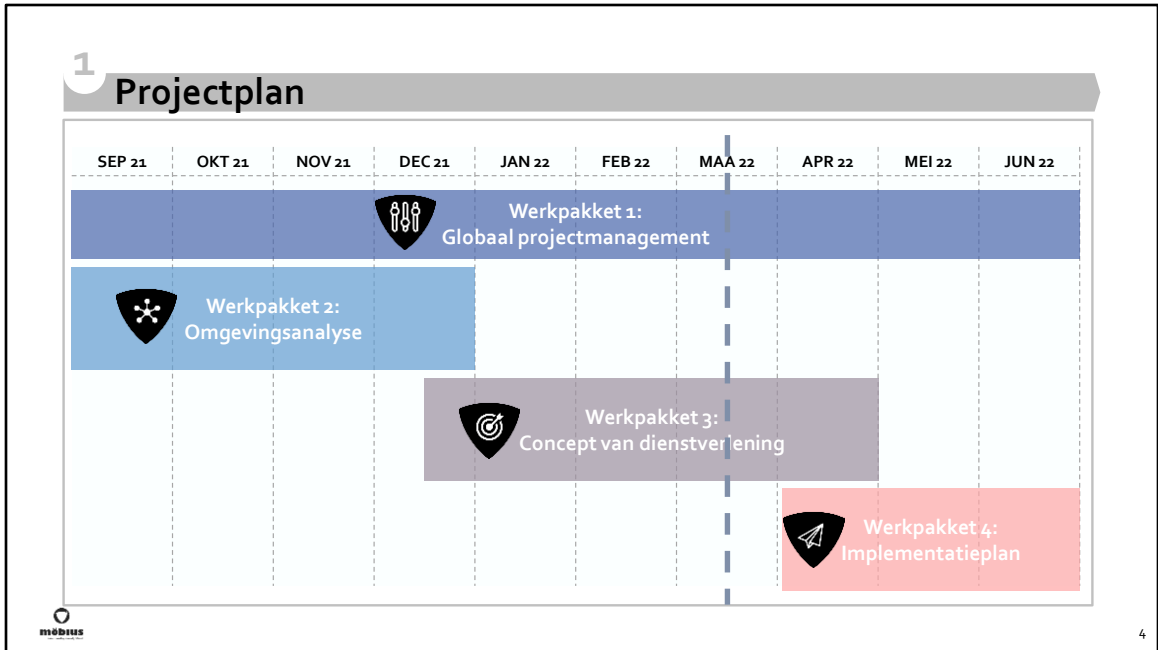 1
Projectplan
SEP 21 OKT 21 NOV 21 DEC 21 JAN 22 FEB 22 MAA 22 APR 22 MEI 22 JUN 22
Werkpakket 1:
Globaal projectmanagement
Werkpakket 2:
Omgevingsanalyse
Werkpakket 3:
Concept van dienstverlening
Werkpakket 4:
Implementatieplan
möbius
4